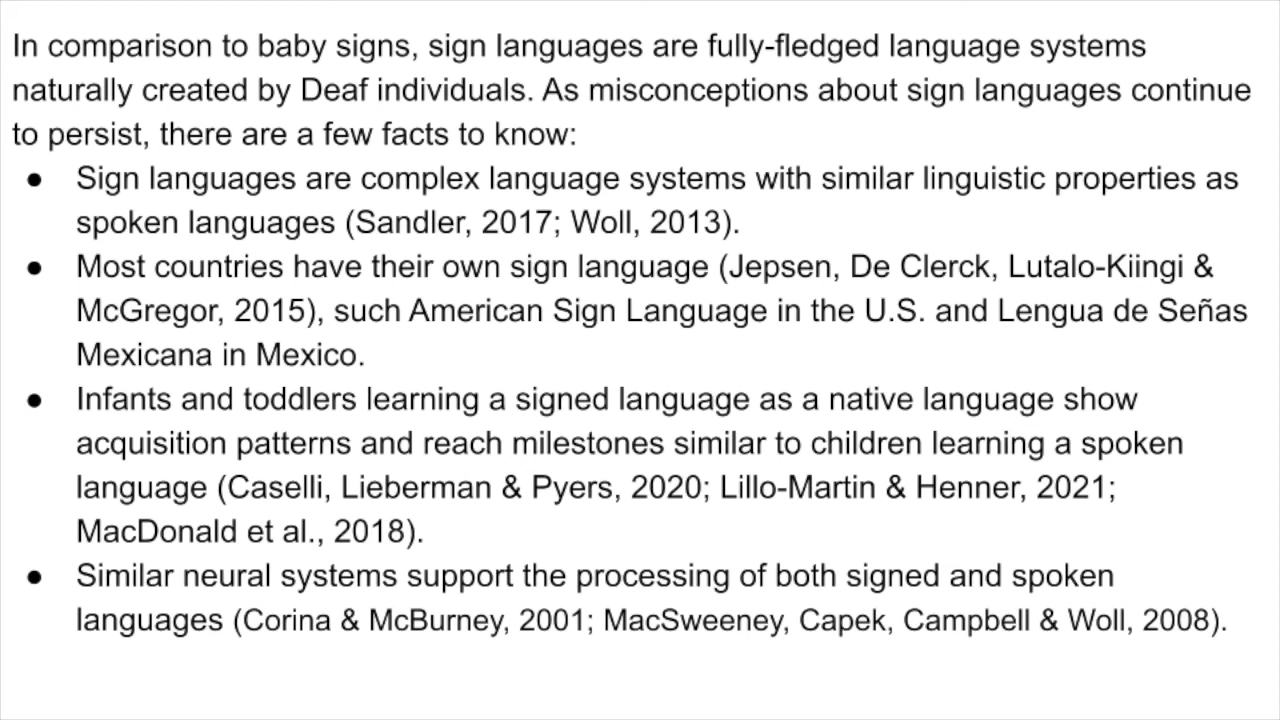 In comparison to baby signs, sign languages are fully-fledged language systems
naturally created by Deaf individuals. As misconceptions about sign languages continue
to persist, there are a few facts to know:
● Sign languages are complex language systems with similar linguistic properties as
spoken languages (Sandler, 2017; Woll, 2013).
● Most countries have their own sign language (Jepsen, De Clerck, Lutalo-Kiingi &
McGregor, 2015), such American Sign Language in the U.S. and Lengua de Señas
Mexicana in Mexico.
● Infants and toddlers learning a signed language as a native language show
acquisition patterns and reach milestones similar to children learning a spoken
language (Caselli, Lieberman & Pyers, 2020; Lillo-Martin & Henner, 2021;
MacDonald et al., 2018).
● Similar neural systems support the processing of both signed and spoken
languages (Corina & McBurney, 2001; MacSweeney, Capek, Campbell & Woll, 2008).